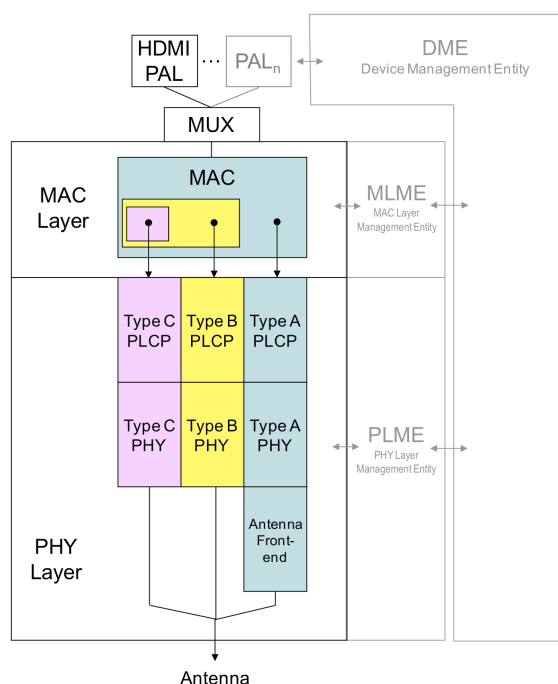 HDMI
PAL
...
PALn
DME
Device Management Entity
MUX
MAC
Layer
MAC
MLME
MAC Layer
Management Entity
Type C
PLCP
Type B
PLCP
Type A
PLCP
Type C
PHY
Type B
PHY
Type A
PHY
PLME
PHY Layer
Management Entity
Antenna
Front-
end
PHY
Layer
Antenna